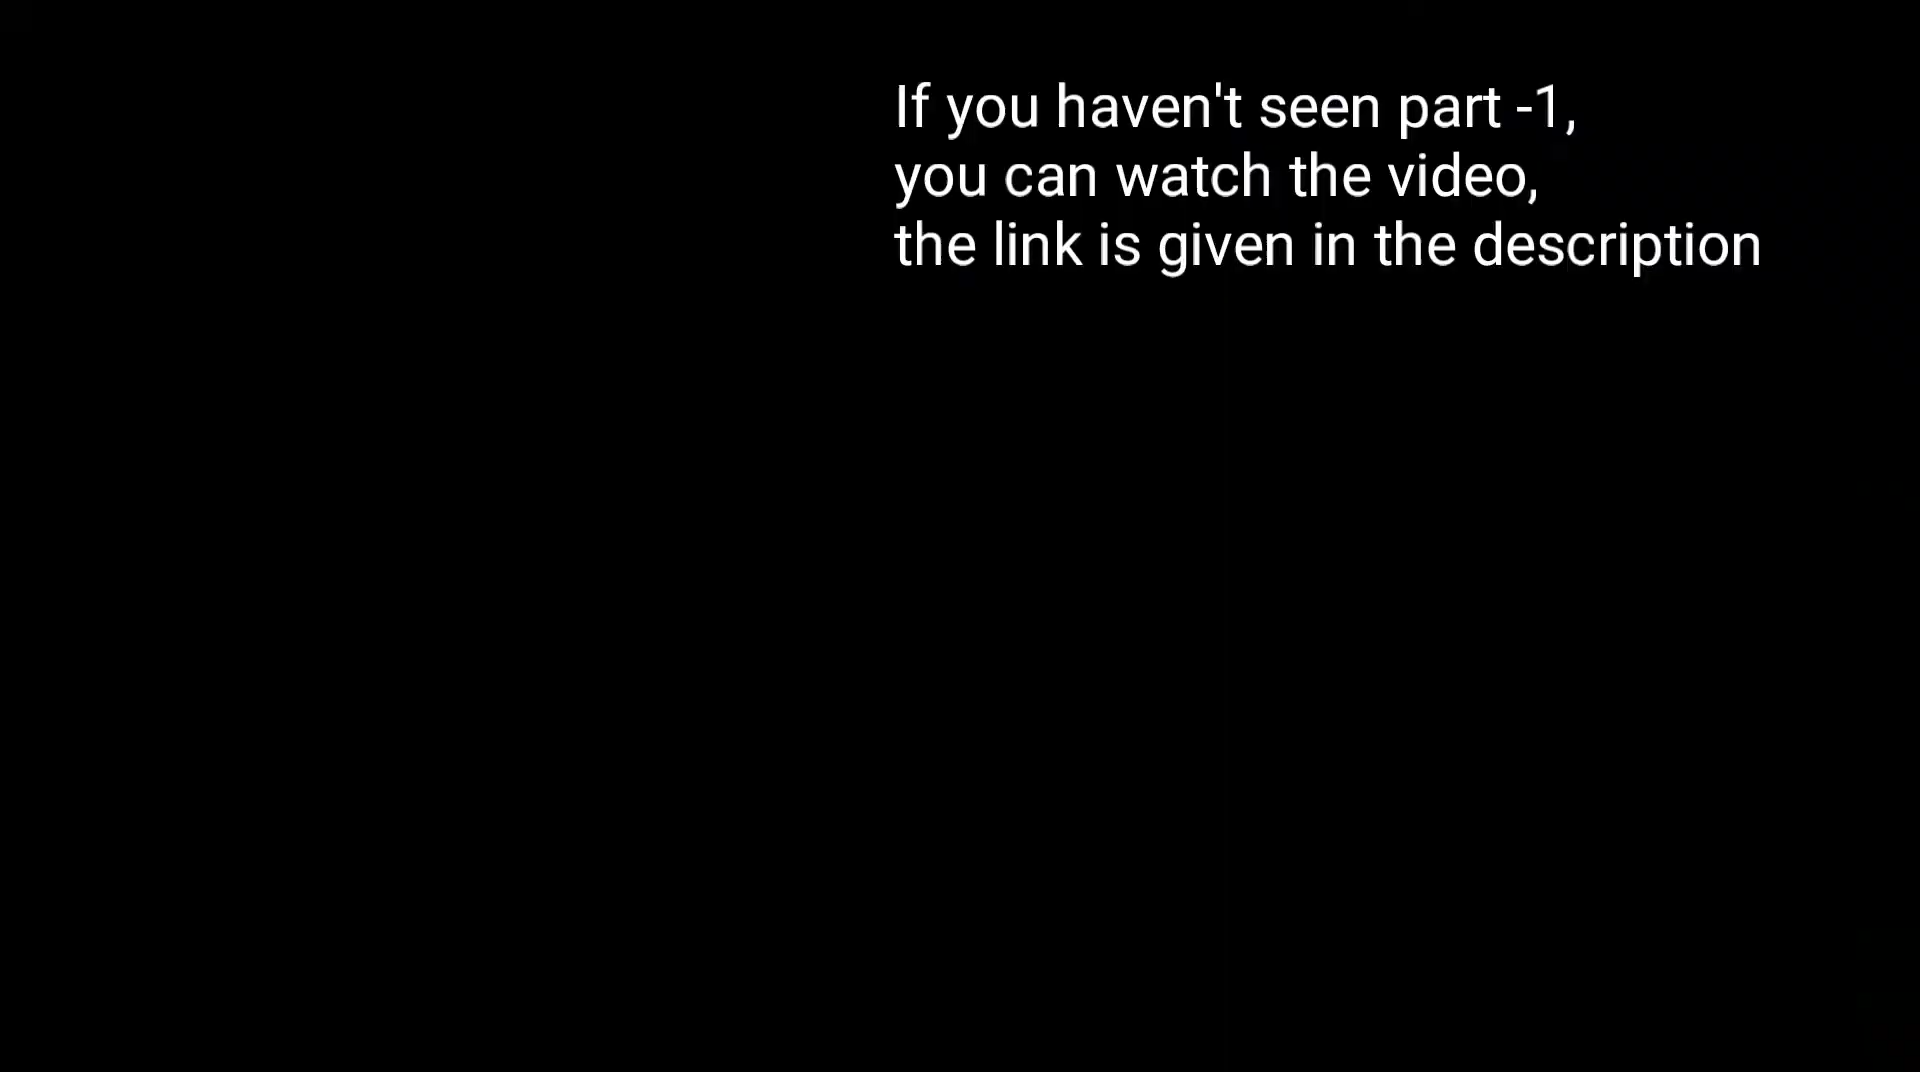 If you haven't seen part -1,
you can watch the video,
the link is given in the description